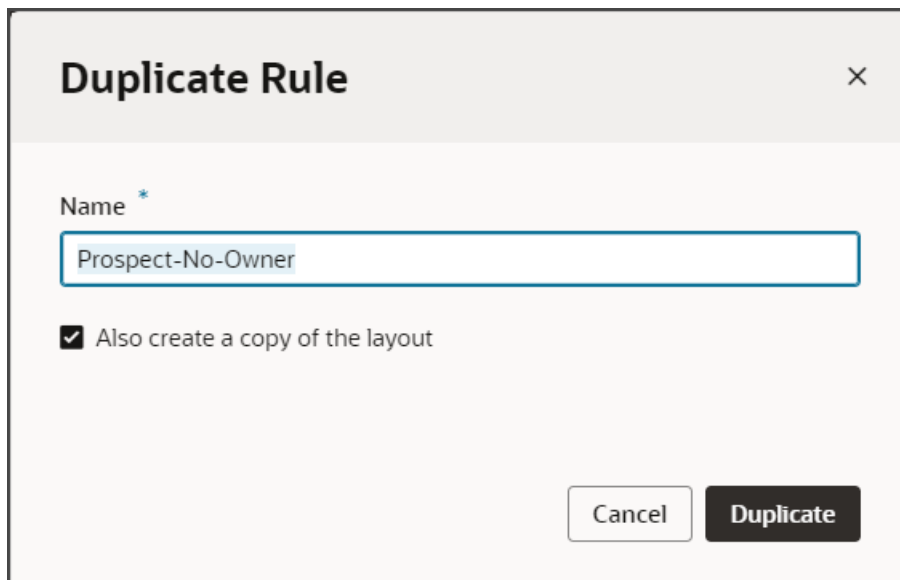 Duplicate Rule
Name *
Prospect-No-Owner
Also create a copy of the layout
Cancel Duplicate